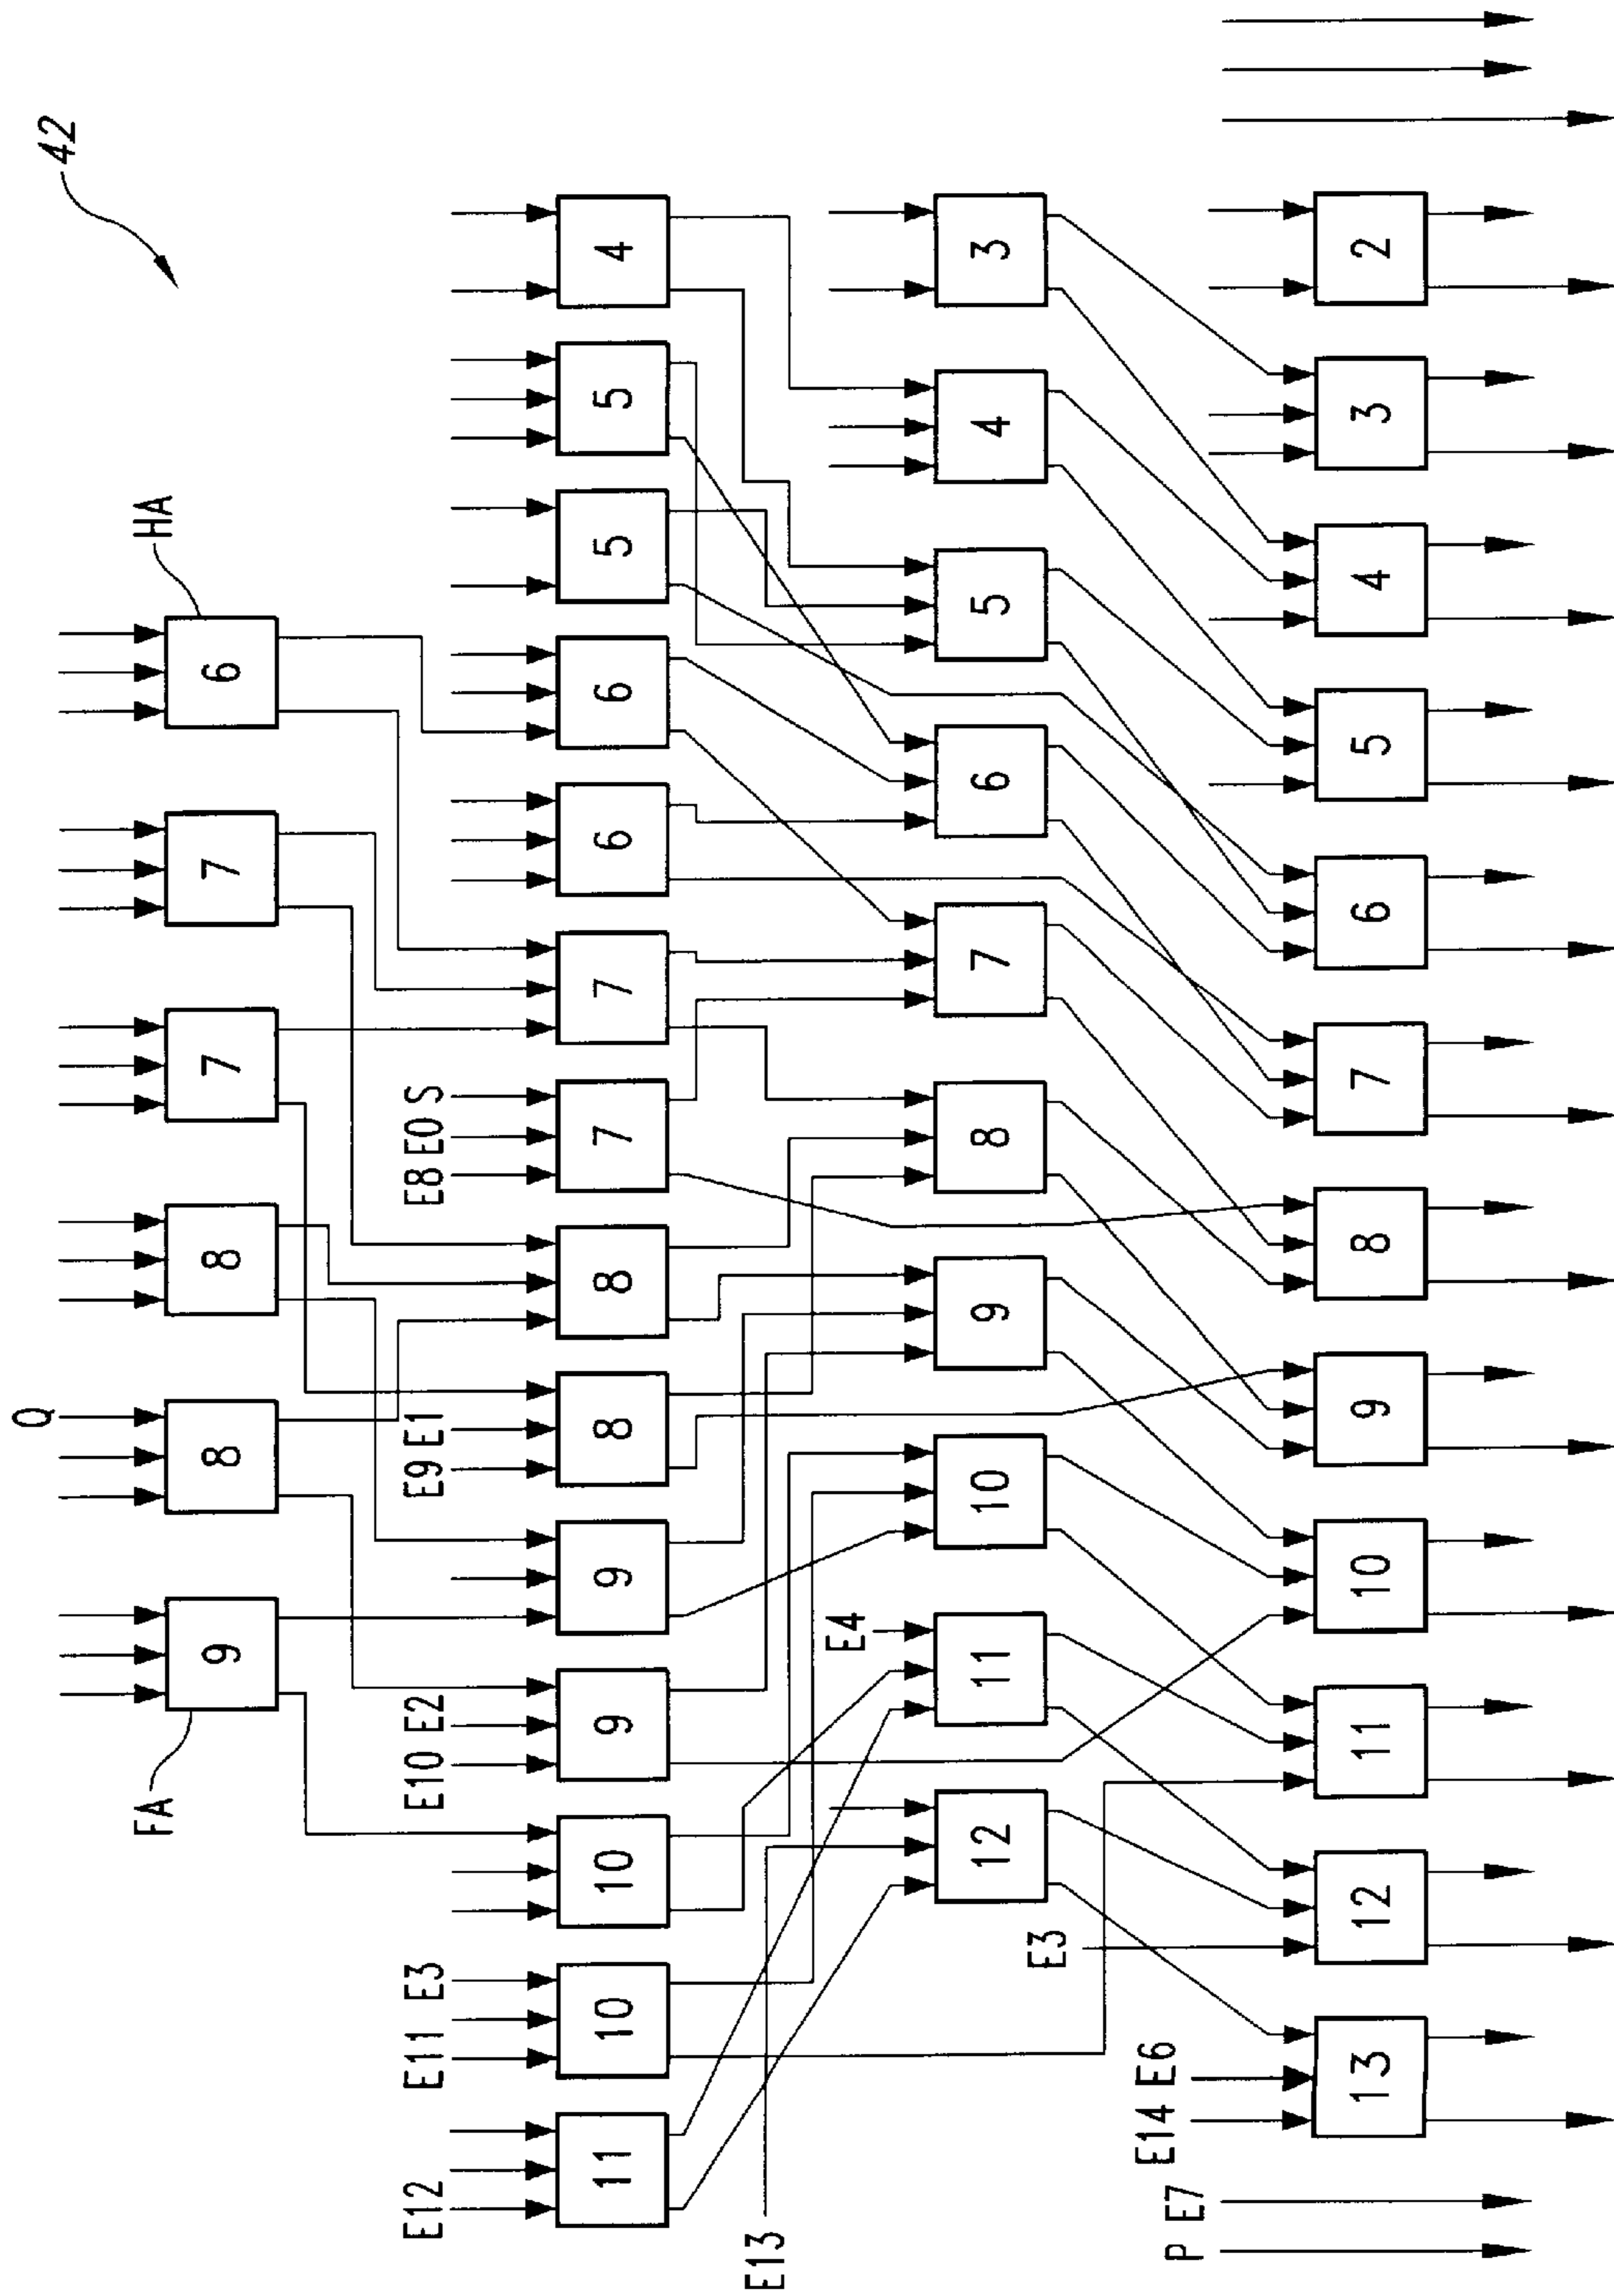 Q
42
FA HA
9 8 8 7 7 6
E12 E11 E3 E10 E2 E9 E1 E8 E0 S
11 10 10 9 9 8 8 7 7 6 6 5 5 4
E13
E4
12 11 10 9 8 7 6 5 4 3
E3
E14 E6
P E7
13 12 11 10 9 8 7 6 5 4 3 2